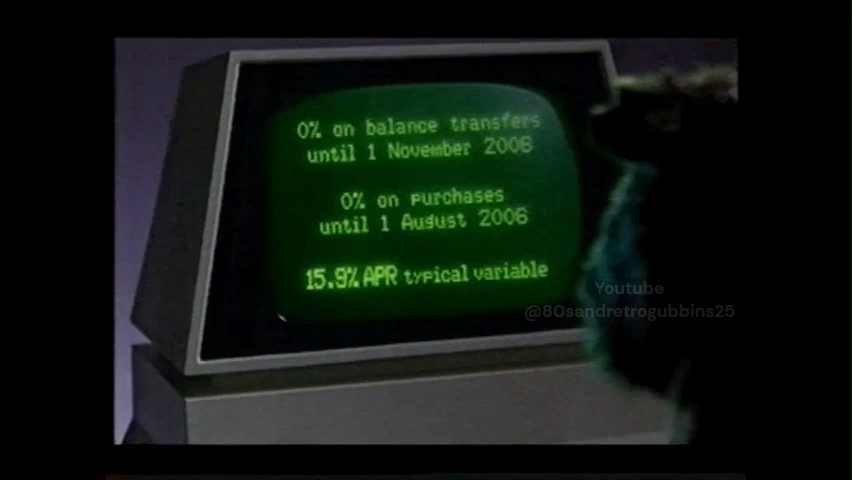 0% on balance transfers
until 1 November 2006
0% on purchases
until 1 August 2006
15.9% APR typical variable
Youtube
@80sandretrogubbins25